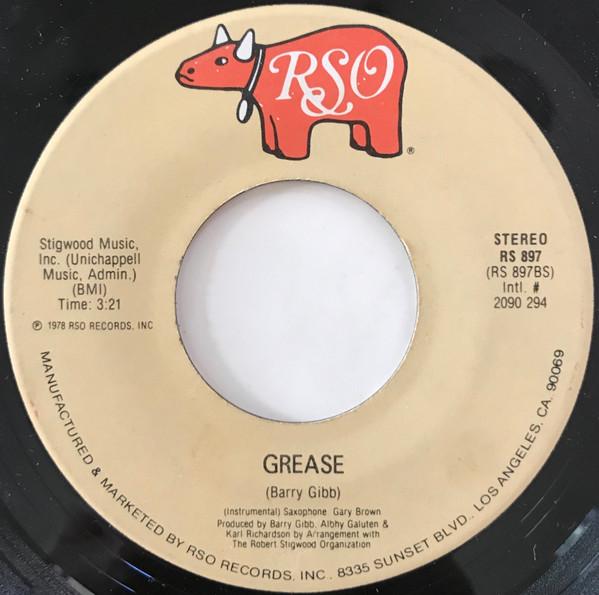 RSO
®
Stigwood Music,
Inc. (Unichappell
Music, Admin.)
(BMI)
Time: 3:21
℗ 1978 RSO RECORDS, INC
STEREO
RS 897
(RS 897BS)
Intl. #
2090 294
GREASE
(Barry Gibb)
(Instrumental) Saxophone: Gary Brown
Produced by Barry Gibb, Albhy Galuten &
Karl Richardson by Arrangement with
The Robert Stigwood Organization
MANUFACTURED & MARKETED BY RSO RECORDS, INC. 8335 SUNSET BLVD., LOS ANGELES, CA. 90069